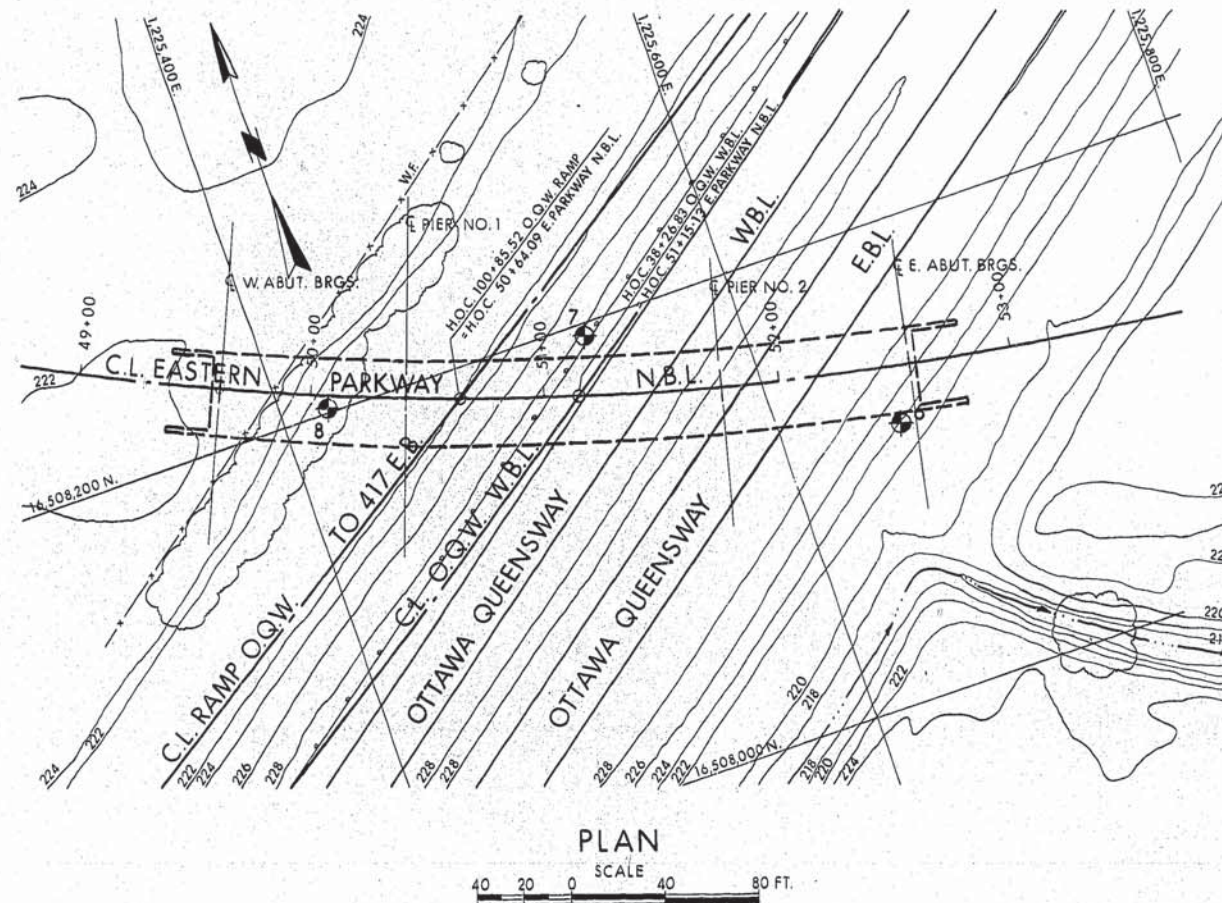 1,225,400 E.
224
1,225,600 E.
1,225,800 E.
224
W.F.
℄ PIER NO. 1
H.O.C. 100+85.52 O.Q.W. RAMP
=H.O.C. 50+64.09 E. PARKWAY N.B.L.
H.O.C. 38+26.83 O.Q.W. W.B.L.
=H.O.C. 51+15.13 E. PARKWAY N.B.L.
W.B.L.
E.B.L.
℄ W. ABUT. BRGS.
℄ PIER NO. 2
℄ E. ABUT. BRGS.
49+00
50+00
51+00
52+00
53+00
7
222
C.L. EASTERN PARKWAY N.B.L.
8
6
16,508,200 N.
TO 417 E.B.
C.L. RAMP O.Q.W.
C.L. O.Q.W. W.B.L.
OTTAWA QUEENSWAY
OTTAWA QUEENSWAY
220
218
222
220
224
222
222
224
226
228
228
228
228
226
224
222
16,508,000 N.
218
220
224
PLAN
SCALE
40 20 0 40 80 FT.